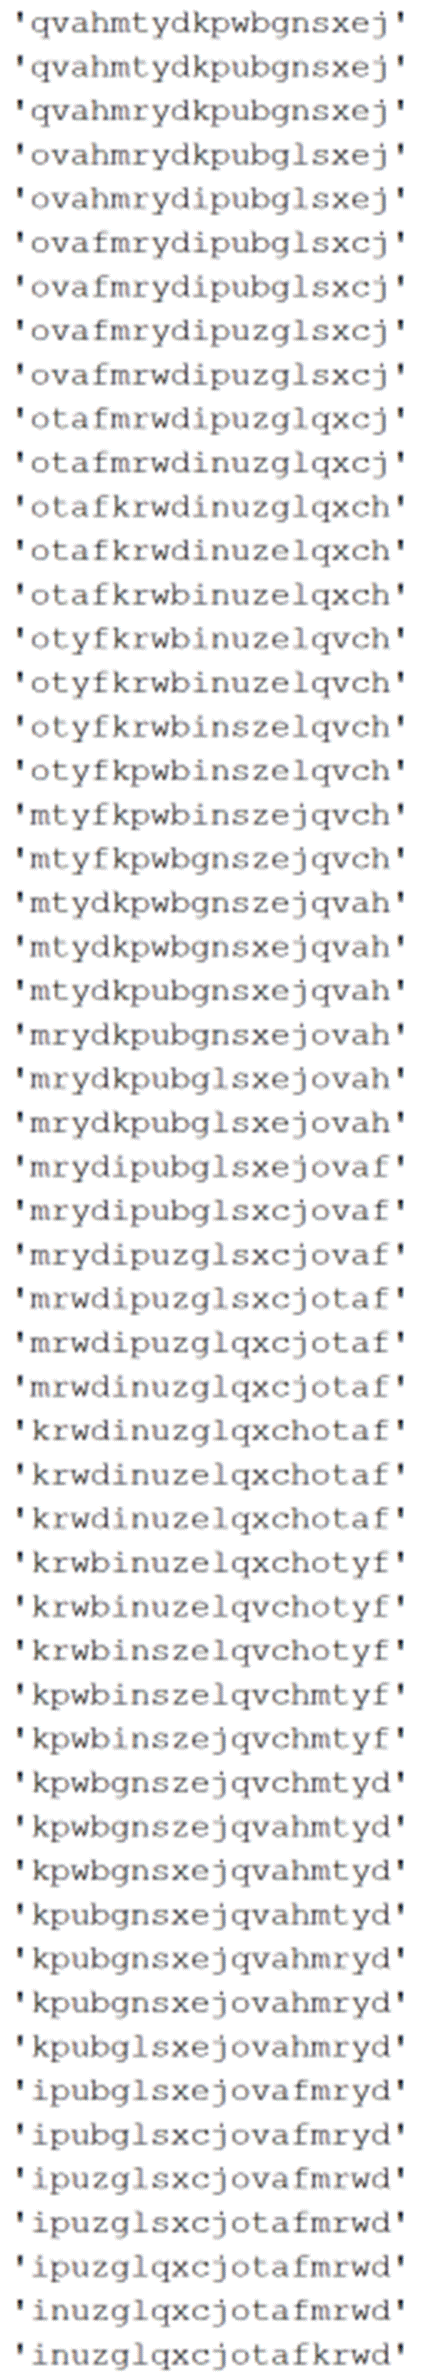 'qvahmtydkpwbgnsxej'
'qvahmtydkpubgnsxej'
'qvahmrydkpubgnsxej'
'ovahmrydkpubglsxej'
'ovahmrydipubglsxej'
'ovafmrydipubglsxcj'
'ovafmrydipubglsxcj'
'ovafmrydipuzglsxcj'
'ovafmrwdipuzglsxcj'
'otafmrwdipuzglqxcj'
'otafmrwdinuzglqxcj'
'otafkrwdinuzglqxch'
'otafkrwdinuzelqxch'
'otafkrwbinuzelqxch'
'otyfkrwbinuzelqvch'
'otyfkrwbinuzelqvch'
'otyfkrwbinszelqvch'
'otyfkpwbinszelqvch'
'mtyfkpwbinszejqvch'
'mtyfkpwbgnszejqvch'
'mtydkpwbgnszejqvah'
'mtydkpwbgnsxejqvah'
'mtydkpubgnsxejqvah'
'mrydkpubgnsxejovah'
'mrydkpubglsxejovah'
'mrydkpubglsxejovah'
'mrydipubglsxejovaf'
'mrydipubglsxcjovaf'
'mrydipuzglsxcjovaf'
'mrwdipuzglsxcjotaf'
'mrwdipuzglqxcjotaf'
'mrwdinuzglqxcjotaf'
'krwdinuzglqxchotaf'
'krwdinuzelqxchotaf'
'krwdinuzelqxchotaf'
'krwbinuzelqxchotyf'
'krwbinuzelqvchotyf'
'krwbinszelqvchotyf'
'kpwbinszelqvchmtyf'
'kpwbinszejqvchmtyf'
'kpwbgnszejqvchmtyd'
'kpwbgnszejqvahmtyd'
'kpwbgnsxejqvahmtyd'
'kpubgnsxejqvahmtyd'
'kpubgnsxejqvahmryd'
'kpubgnsxejovahmryd'
'kpubglsxejovahmryd'
'ipubglsxejovafmryd'
'ipubglsxcjovafmryd'
'ipuzglsxcjovafmrwd'
'ipuzglsxcjotafmrwd'
'ipuzglqxcjotafmrwd'
'inuzglqxcjotafmrwd'
'inuzglqxcjotafkrwd'